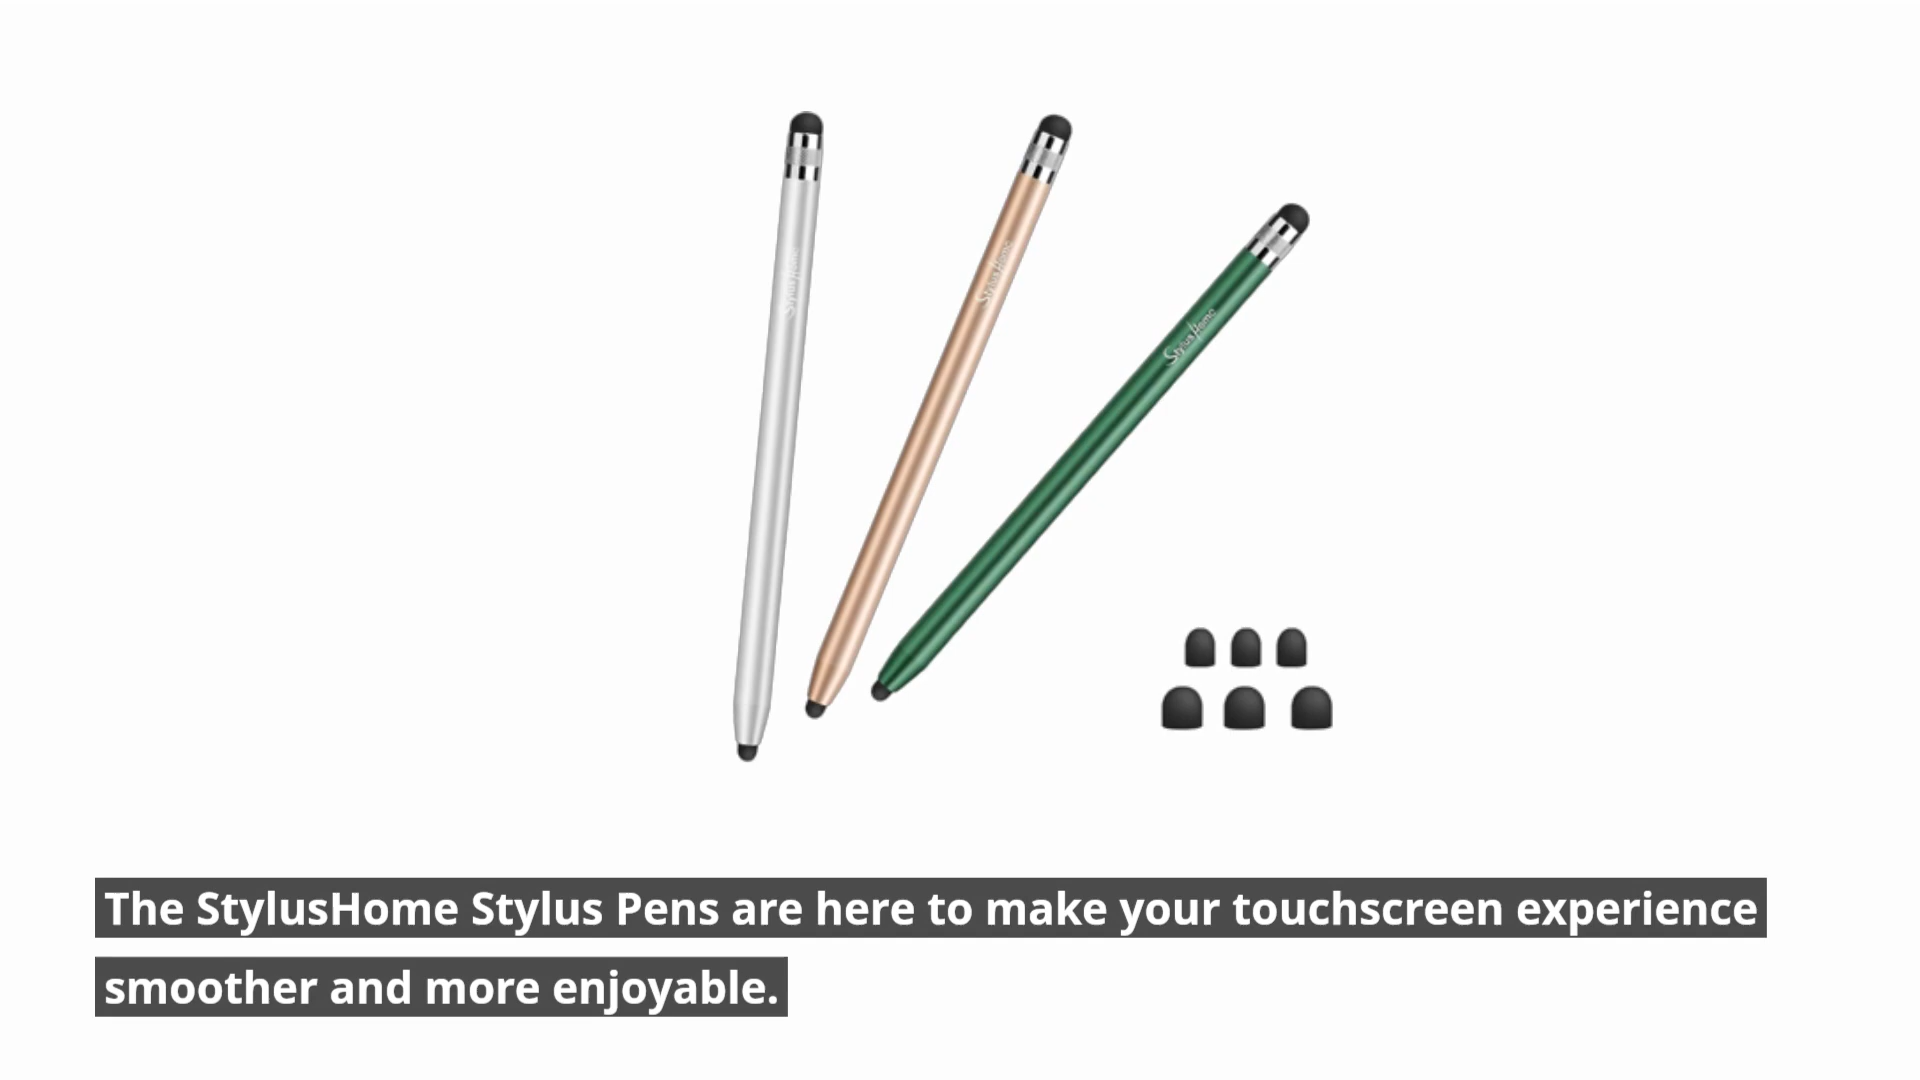 StylusHome
StylusHome
StylusHome
The StylusHome Stylus Pens are here to make your touchscreen experience
smoother and more enjoyable.